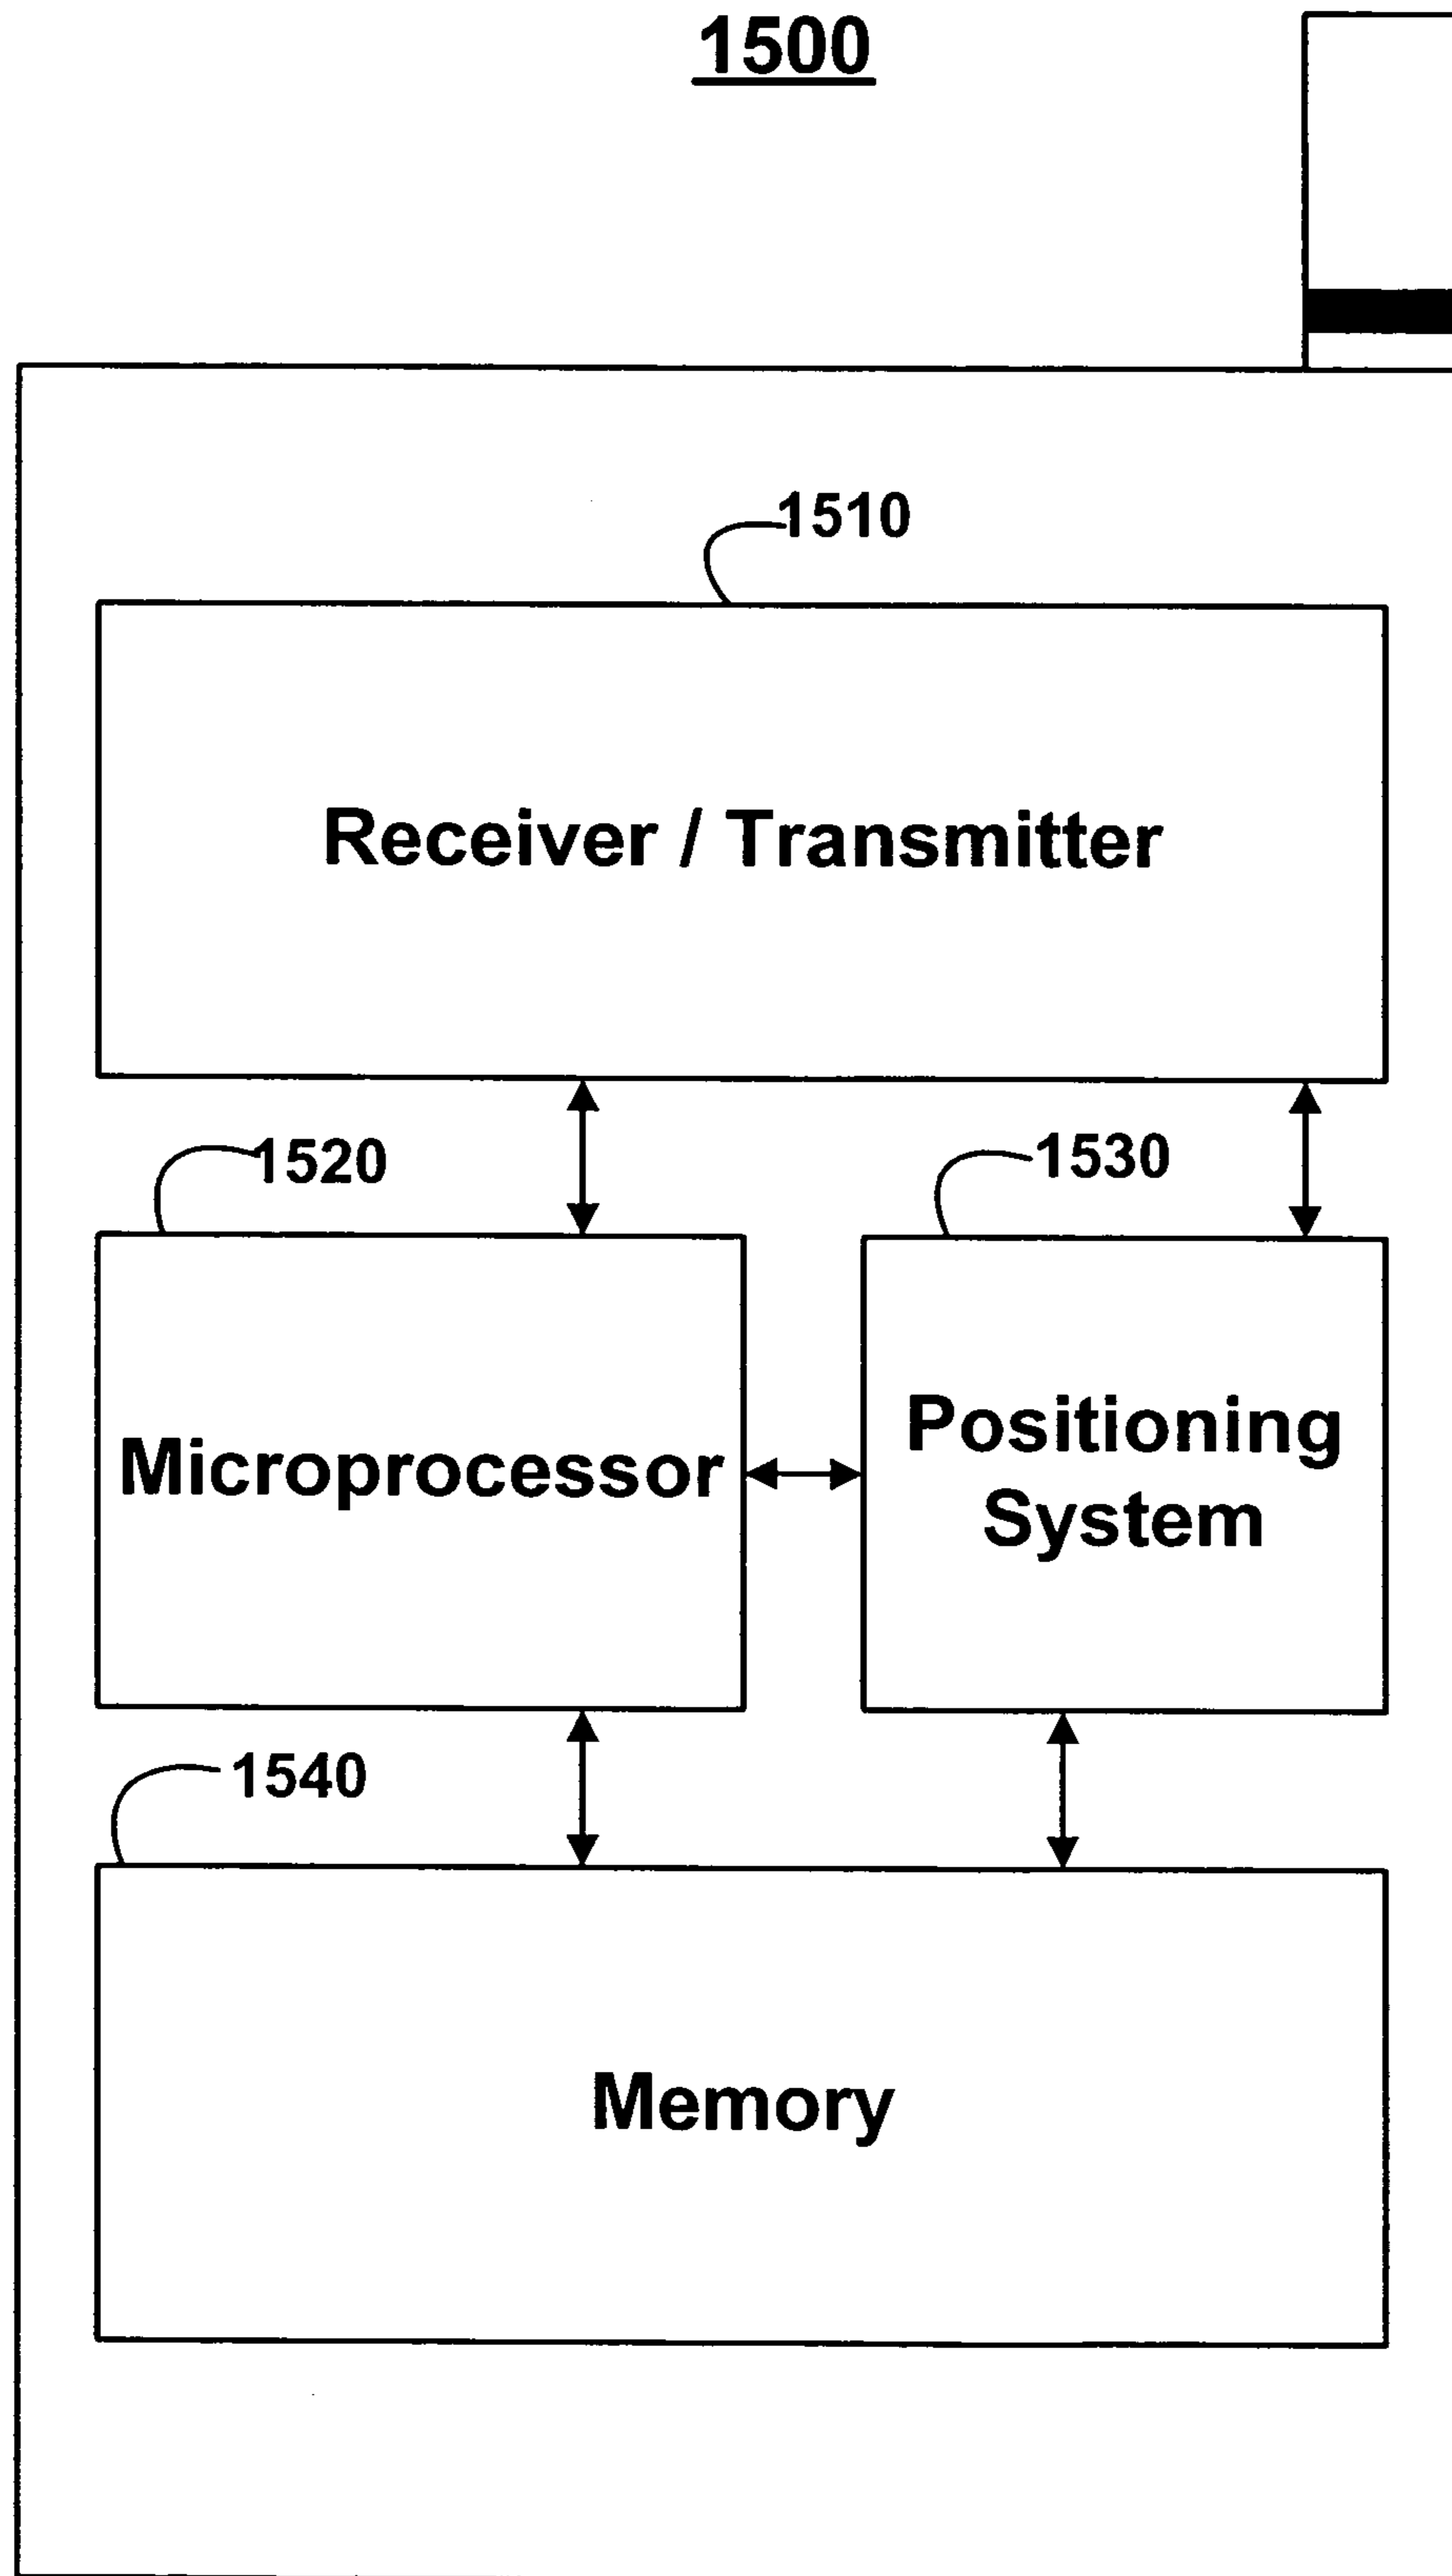 1500
1510
Receiver / Transmitter
1520
1530
Microprocessor
Positioning
System
1540
Memory